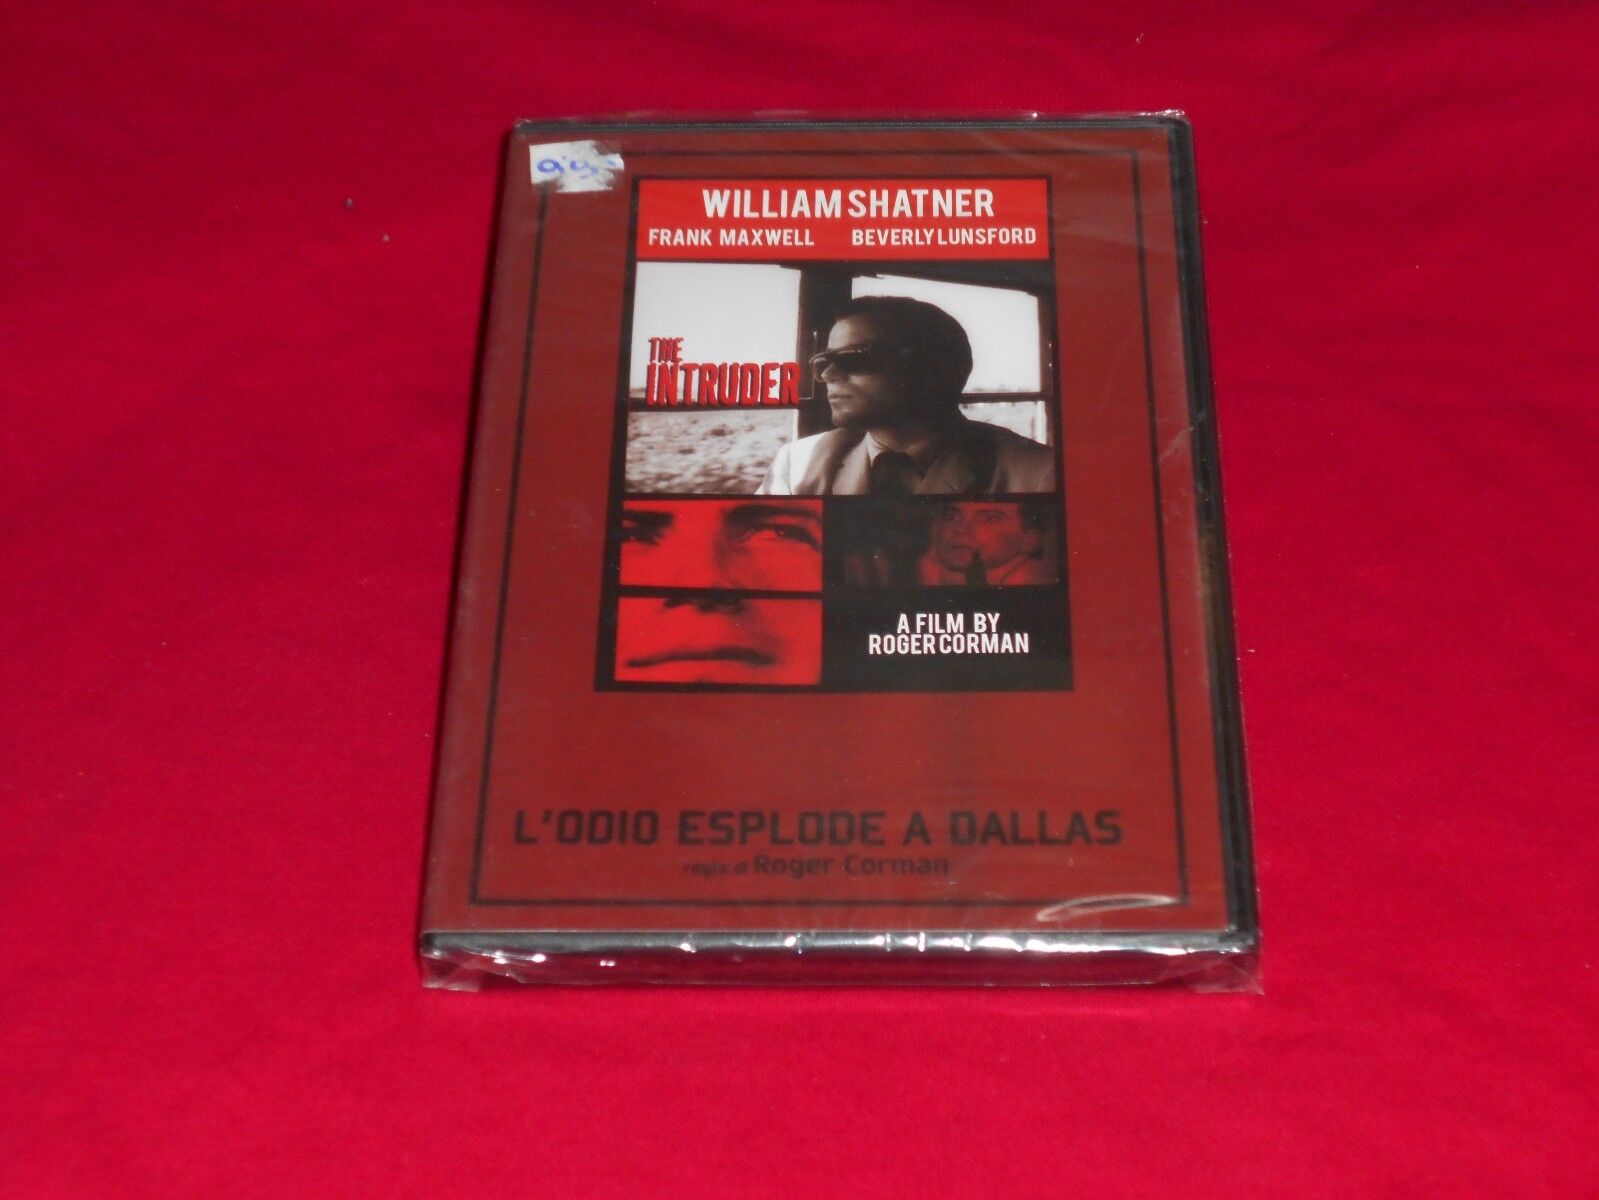 WILLIAM SHATNER
FRANK MAXWELL BEVERLY LUNSFORD
THE
INTRUDER
A FILM BY
ROGER CORMAN
L'ODIO ESPLODE A DALLAS
regia di Roger Corman